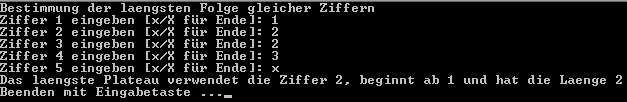 Bestimmung der laengsten Folge gleicher Ziffern
Ziffer 1 eingeben [x/X für Ende]: 1
Ziffer 2 eingeben [x/X für Ende]: 2
Ziffer 3 eingeben [x/X für Ende]: 2
Ziffer 4 eingeben [x/X für Ende]: 3
Ziffer 5 eingeben [x/X für Ende]: x
Das laengste Plateau verwendet die Ziffer 2, beginnt ab 1 und hat die Laenge 2
Beenden mit Eingabetaste ..._